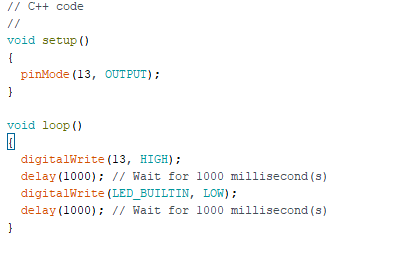 // C++ code
//
void setup()
{
  pinMode(13, OUTPUT);
}

void loop()
{
  digitalWrite(13, HIGH);
  delay(1000); // Wait for 1000 millisecond(s)
  digitalWrite(LED_BUILTIN, LOW);
  delay(1000); // Wait for 1000 millisecond(s)
}